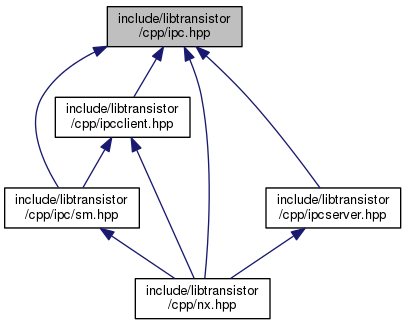 include/libtransistor
/cpp/ipc.hpp
include/libtransistor
/cpp/ipcclient.hpp
include/libtransistor
/cpp/ipc/sm.hpp
include/libtransistor
/cpp/ipcserver.hpp
include/libtransistor
/cpp/nx.hpp